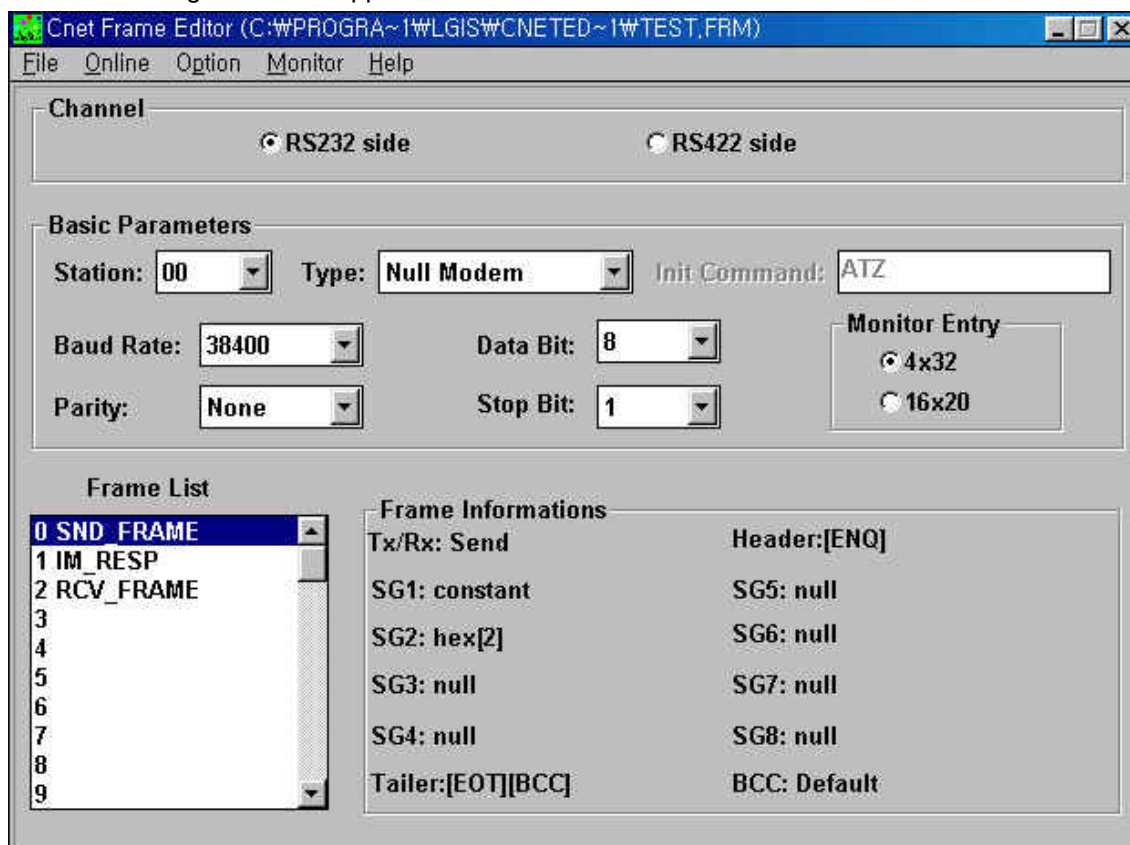 Cnet Frame Editor (C:₩PROGRA~1₩LGIS₩CNETED~1₩TEST,FRM)
File Online Option Monitor Help
Channel
RS232 side RS422 side
Basic Parameters
Station: 00 Type: Null Modem Init Command: ATZ
Baud Rate: 38400 Data Bit: 8 Monitor Entry
4x32
Parity: None Stop Bit: 1 16x20
Frame List
Frame Informations
0 SND_FRAME Tx/Rx: Send Header:[ENQ]
1 IM_RESP
2 RCV_FRAME SG1: constant SG5: null
3
4 SG2: hex[2] SG6: null
5 SG3: null SG7: null
6
7 SG4: null SG8: null
8
9 Tailer:[EOT][BCC] BCC: Default